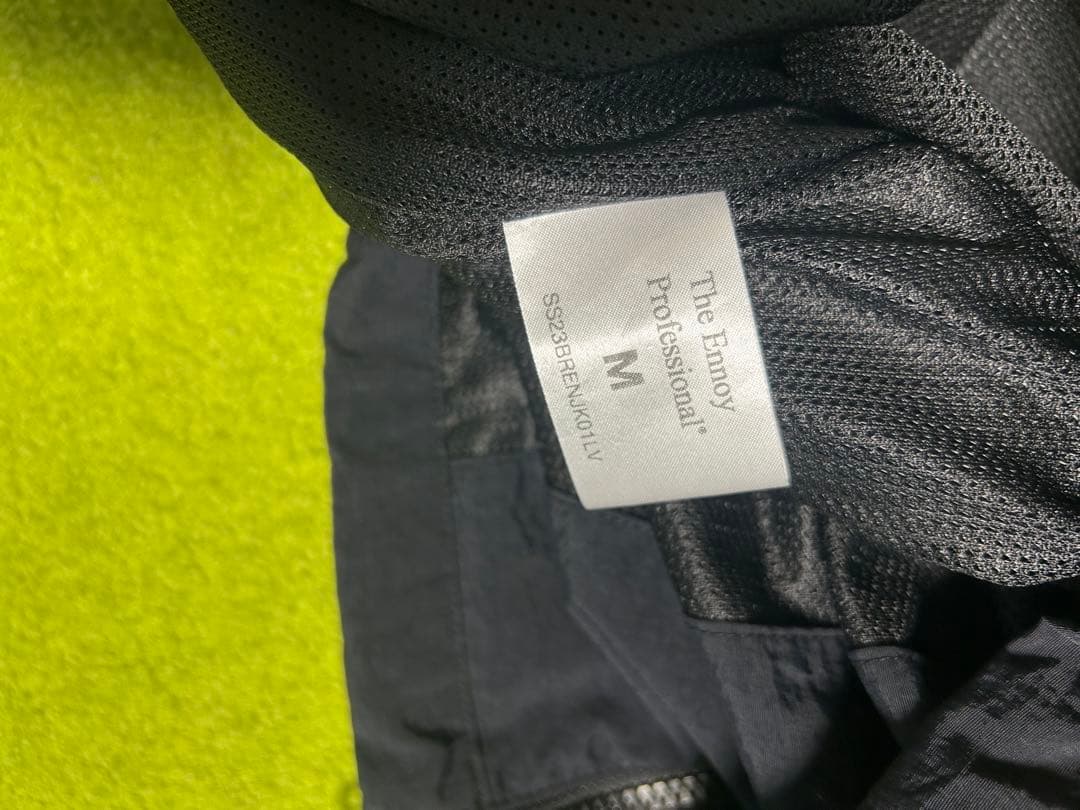 The Ennoy
Professional®
M
SS23BRENJK01LV